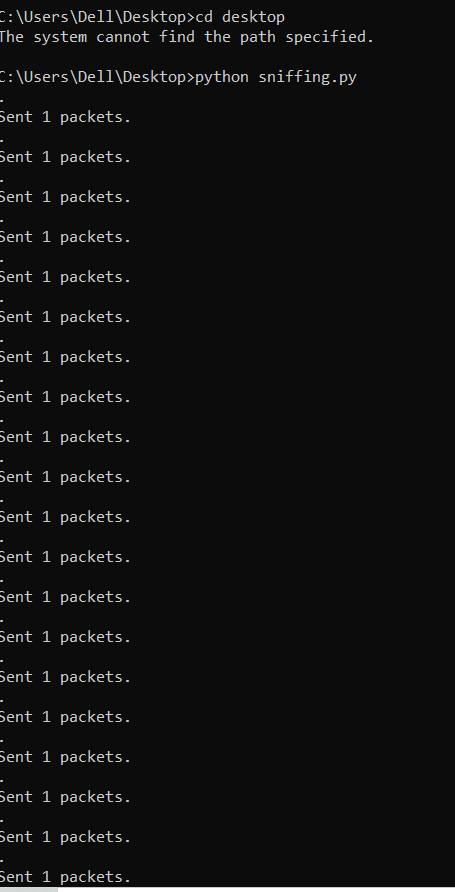 C:\Users\Dell\Desktop>cd desktop
The system cannot find the path specified.
C:\Users\Dell\Desktop>python sniffing.py
.
Sent 1 packets.
.
Sent 1 packets.
.
Sent 1 packets.
.
Sent 1 packets.
.
Sent 1 packets.
.
Sent 1 packets.
.
Sent 1 packets.
.
Sent 1 packets.
.
Sent 1 packets.
.
Sent 1 packets.
.
Sent 1 packets.
.
Sent 1 packets.
.
Sent 1 packets.
.
Sent 1 packets.
.
Sent 1 packets.
.
Sent 1 packets.
.
Sent 1 packets.
.
Sent 1 packets.
.
Sent 1 packets.
.
Sent 1 packets.